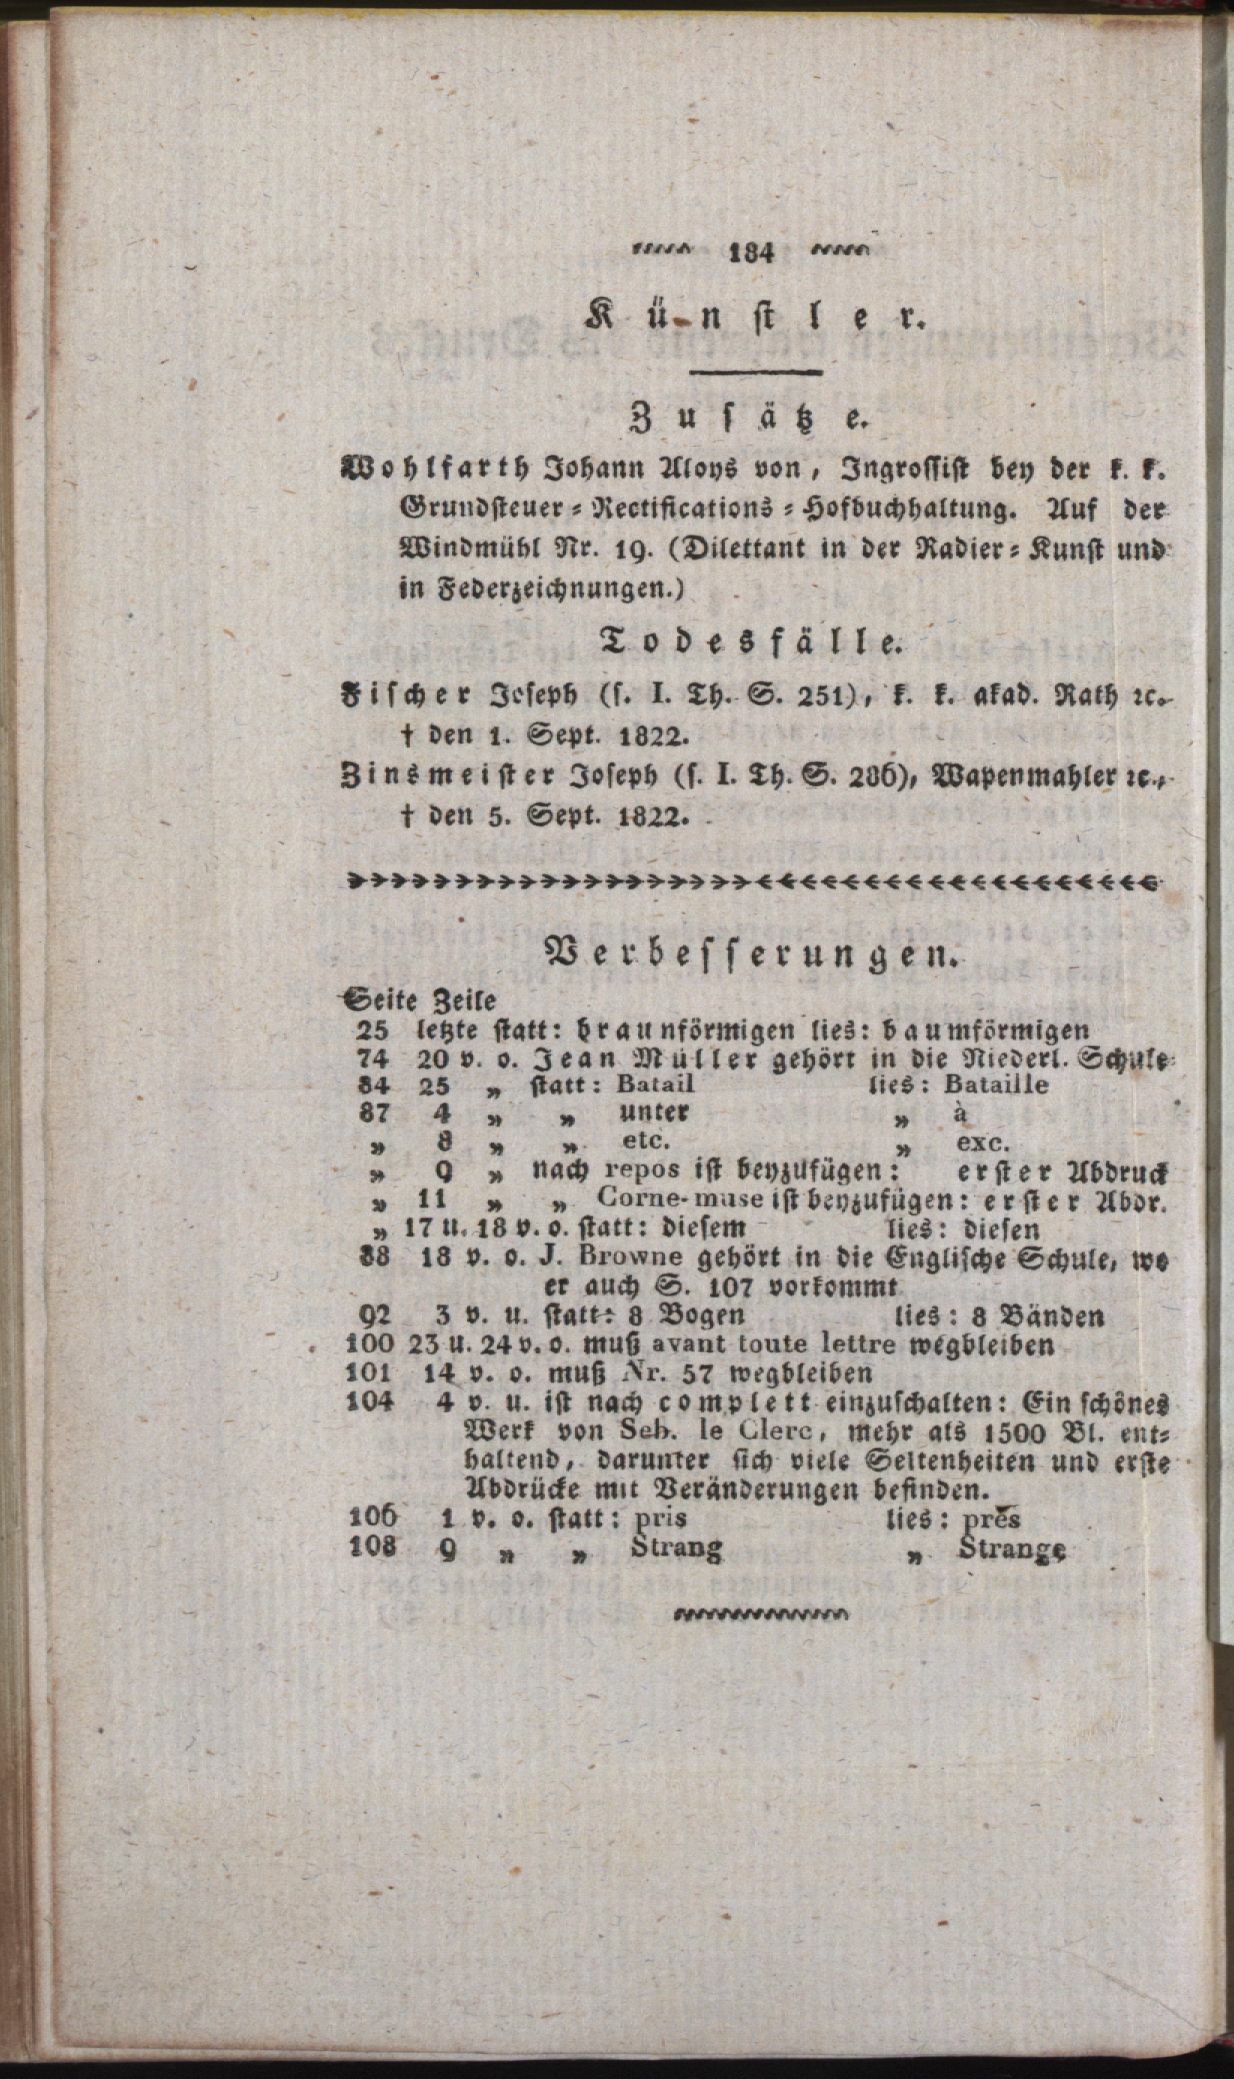 184
Künstler.
Zusätze.
Wohlfarth Johann Aloys von, Ingrossist bey der k. k.
Grundsteuer-Rectifications-Hofbuchhaltung. Auf der
Windmühl Nr. 19. (Dilettant in der Radier-Kunst und
in Federzeichnungen.)
Todesfälle.
Fischer Joseph (s. I. Th. S. 251), k. k. akad. Rath ꝛc.
† den 1. Sept. 1822.
Zinsmeister Joseph (s. I. Th. S. 286), Wapenmahler ꝛc.,
† den 5. Sept. 1822.
Verbesserungen.
Seite Zeile
25 letzte statt: braunförmigen lies: baumförmigen
74 20 v. o. Jean Müller gehört in die Niederl. Schule
84 25 „ statt: Batail lies: Bataille
87 4 „ „ unter „ à
„ 8 „ „ etc. „ exc.
„ 9 „ nach repos ist beyzufügen: erster Abdruck
„ 11 „ „ Corne-muse ist beyzufügen: erster Abdr.
„ 17 u. 18 v. o. statt: diesem lies: diesen
88 18 v. o. J. Browne gehört in die Englische Schule, wo
er auch S. 107 vorkommt
92 3 v. u. statt: 8 Bogen lies: 8 Bänden
100 23 u. 24 v. o. muß avant toute lettre wegbleiben
101 14 v. o. muß Nr. 57 wegbleiben
104 4 v. u. ist nach complett einzuschalten: Ein schönes
Werk von Seb. le Clerc, mehr als 1500 Bl. ent-
haltend, darunter sich viele Seltenheiten und erste
Abdrücke mit Veränderungen befinden.
106 1 v. o. statt: pris lies: près
108 9 „ „ Strang „ Strange